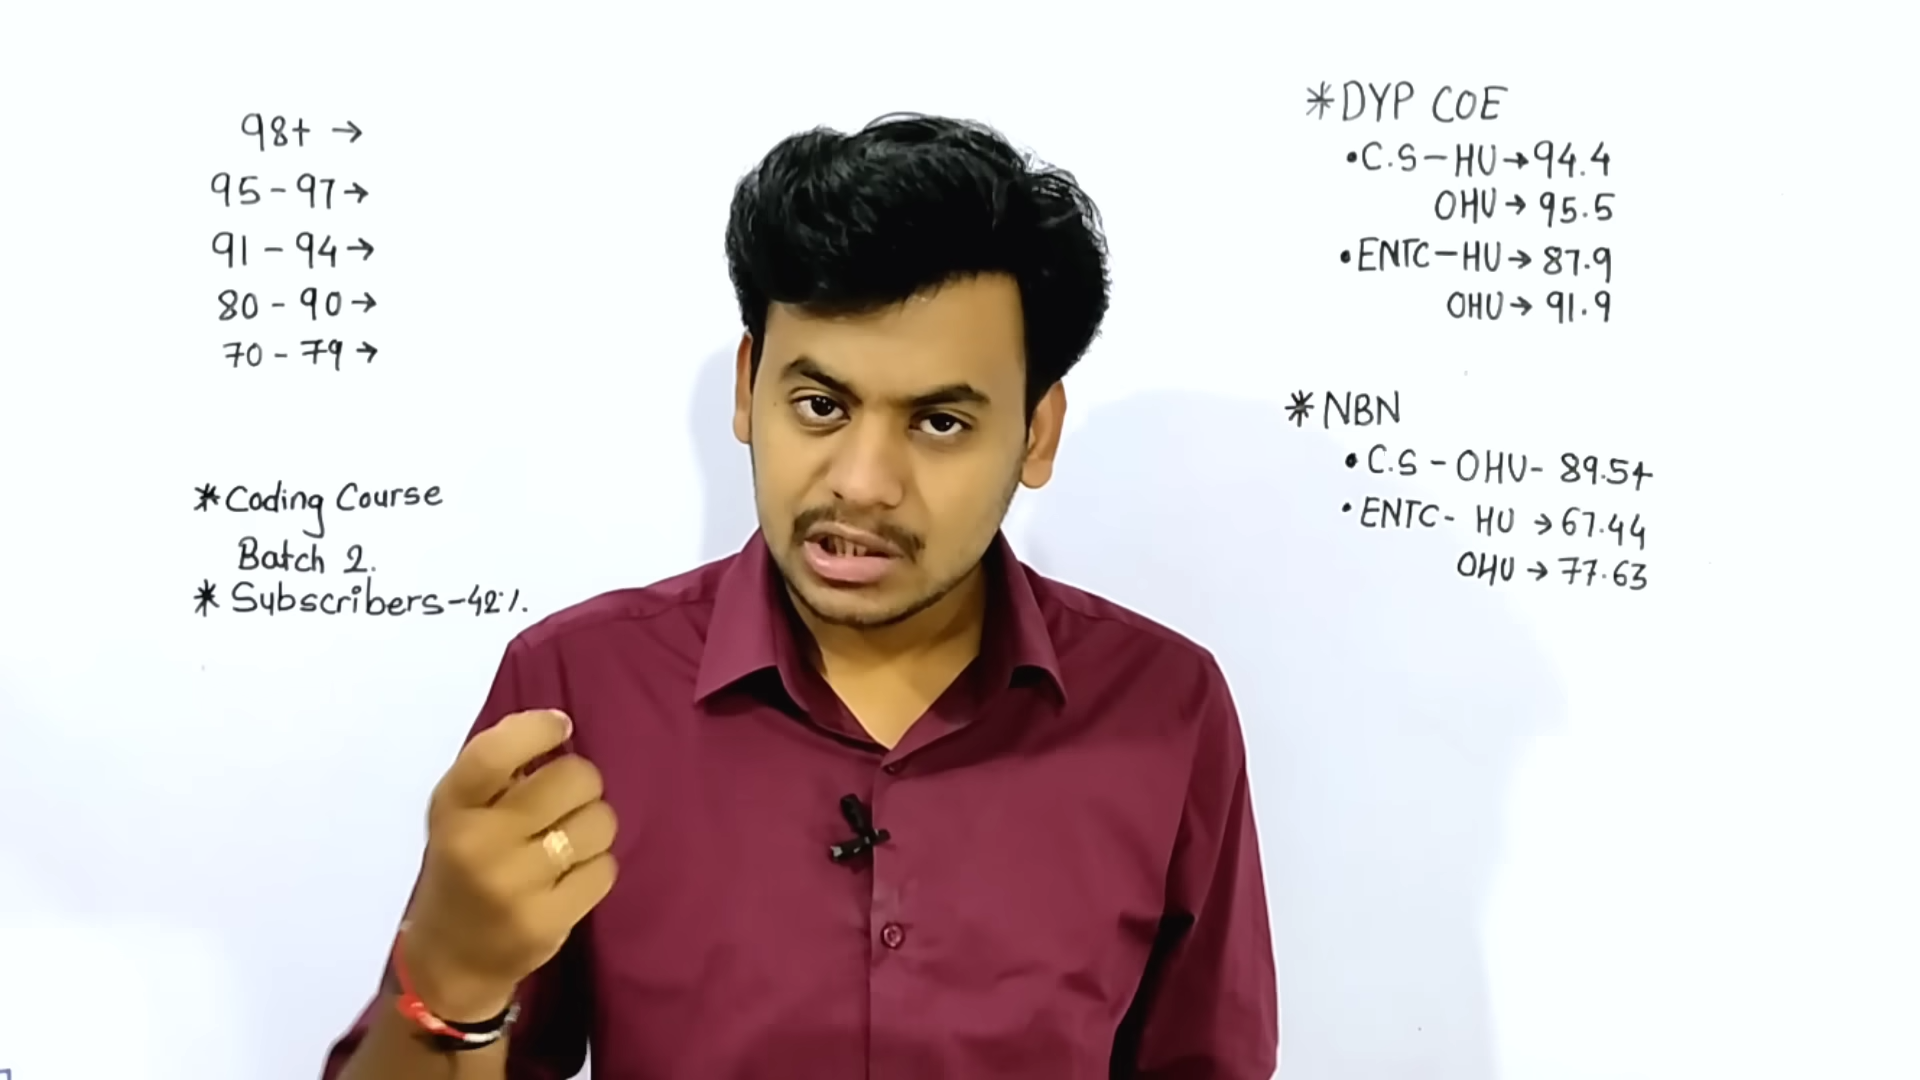 98+ →
95 - 97 →
91 - 94 →
80 - 90 →
70 - 79 →
* Coding Course
Batch 2.
* Subscribers-42%.
* DYP COE
• C.S - HU → 94.4
OHU → 95.5
• ENTC - HU → 87.9
OHU → 91.9
* NBN
• C.S - OHU - 89.54
• ENTC - HU → 67.44
OHU → 77.63